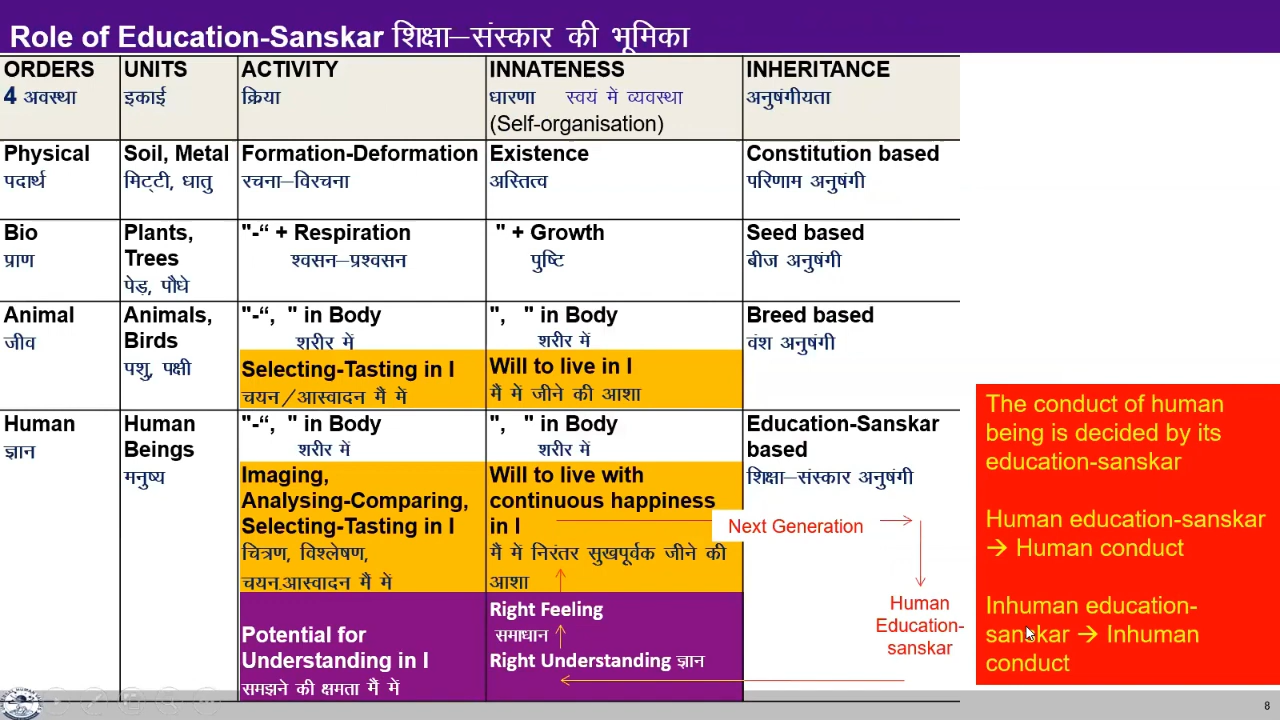 Role of Education-Sanskar शिक्षा–संस्कार की भूमिका
ORDERS
4 अवस्था
UNITS
इकाई
ACTIVITY
क्रिया
INNATENESS
धारणा स्वयं में व्यवस्था
(Self-organisation)
INHERITANCE
अनुषंगीयता
Physical
पदार्थ
Soil, Metal
मिट्टी, धातु
Formation-Deformation
रचना–विरचना
Existence
अस्तित्व
Constitution based
परिणाम अनुषंगी
Bio
प्राण
Plants,
Trees
पेड़, पौधे
"-“ + Respiration
श्वसन–प्रश्वसन
" + Growth
पुष्टि
Seed based
बीज अनुषंगी
Animal
जीव
Animals,
Birds
पशु, पक्षी
"-“, " in Body
शरीर में
Selecting-Tasting in I
चयन/आस्वादन मैं में
", " in Body
शरीर में
Will to live in I
मैं में जीने की आशा
Breed based
वंश अनुषंगी
Human
ज्ञान
Human
Beings
मनुष्य
"-“, " in Body
शरीर में
Imaging,
Analysing-Comparing,
Selecting-Tasting in I
चित्रण, विश्लेषण,
चयन,आस्वादन मैं में
Potential for
Understanding in I
समझने की क्षमता मैं में
", " in Body
शरीर में
Will to live with
continuous happiness
in I
मैं में निरंतर सुखपूर्वक जीने की
आशा
Right Feeling
समाधान
Right Understanding ज्ञान
Education-Sanskar
based
शिक्षा–संस्कार अनुषंगी
Next Generation
Human
Education-
sanskar
The conduct of human
being is decided by its
education-sanskar
Human education-sanskar
→ Human conduct
Inhuman education-
sanskar → Inhuman
conduct
8